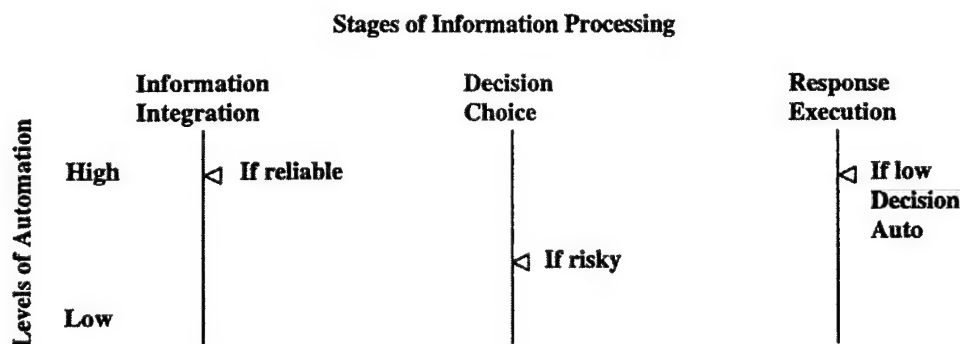 Stages of Information Processing
Information
Integration
Decision
Choice
Response
Execution
Levels of Automation
High
If reliable
If low
Decision
Auto
If risky
Low